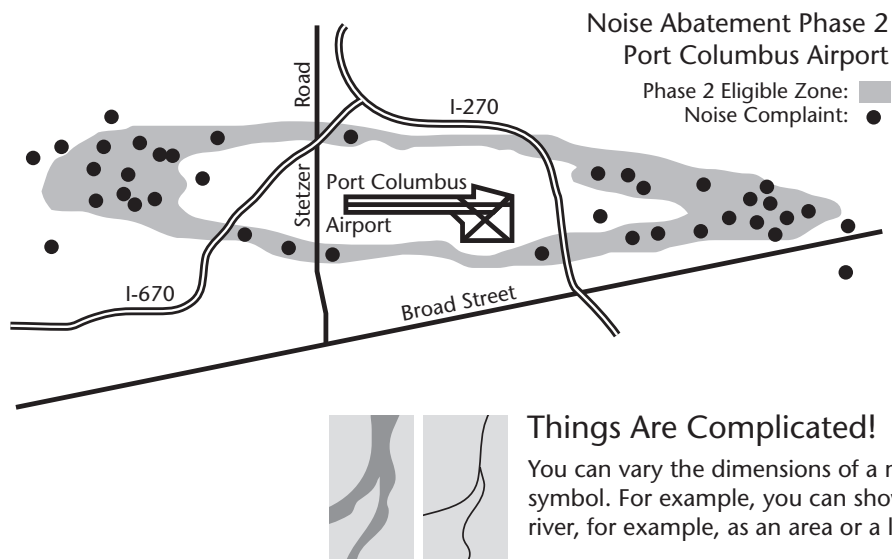 Noise Abatement Phase 2
Port Columbus Airport
Phase 2 Eligible Zone:
Noise Complaint:
I-270
Stetzer Road
Port Columbus
Airport
I-670
Broad Street
Things Are Complicated!
You can vary the dimensions of a
symbol. For example, you can
river, for example, as an area or a